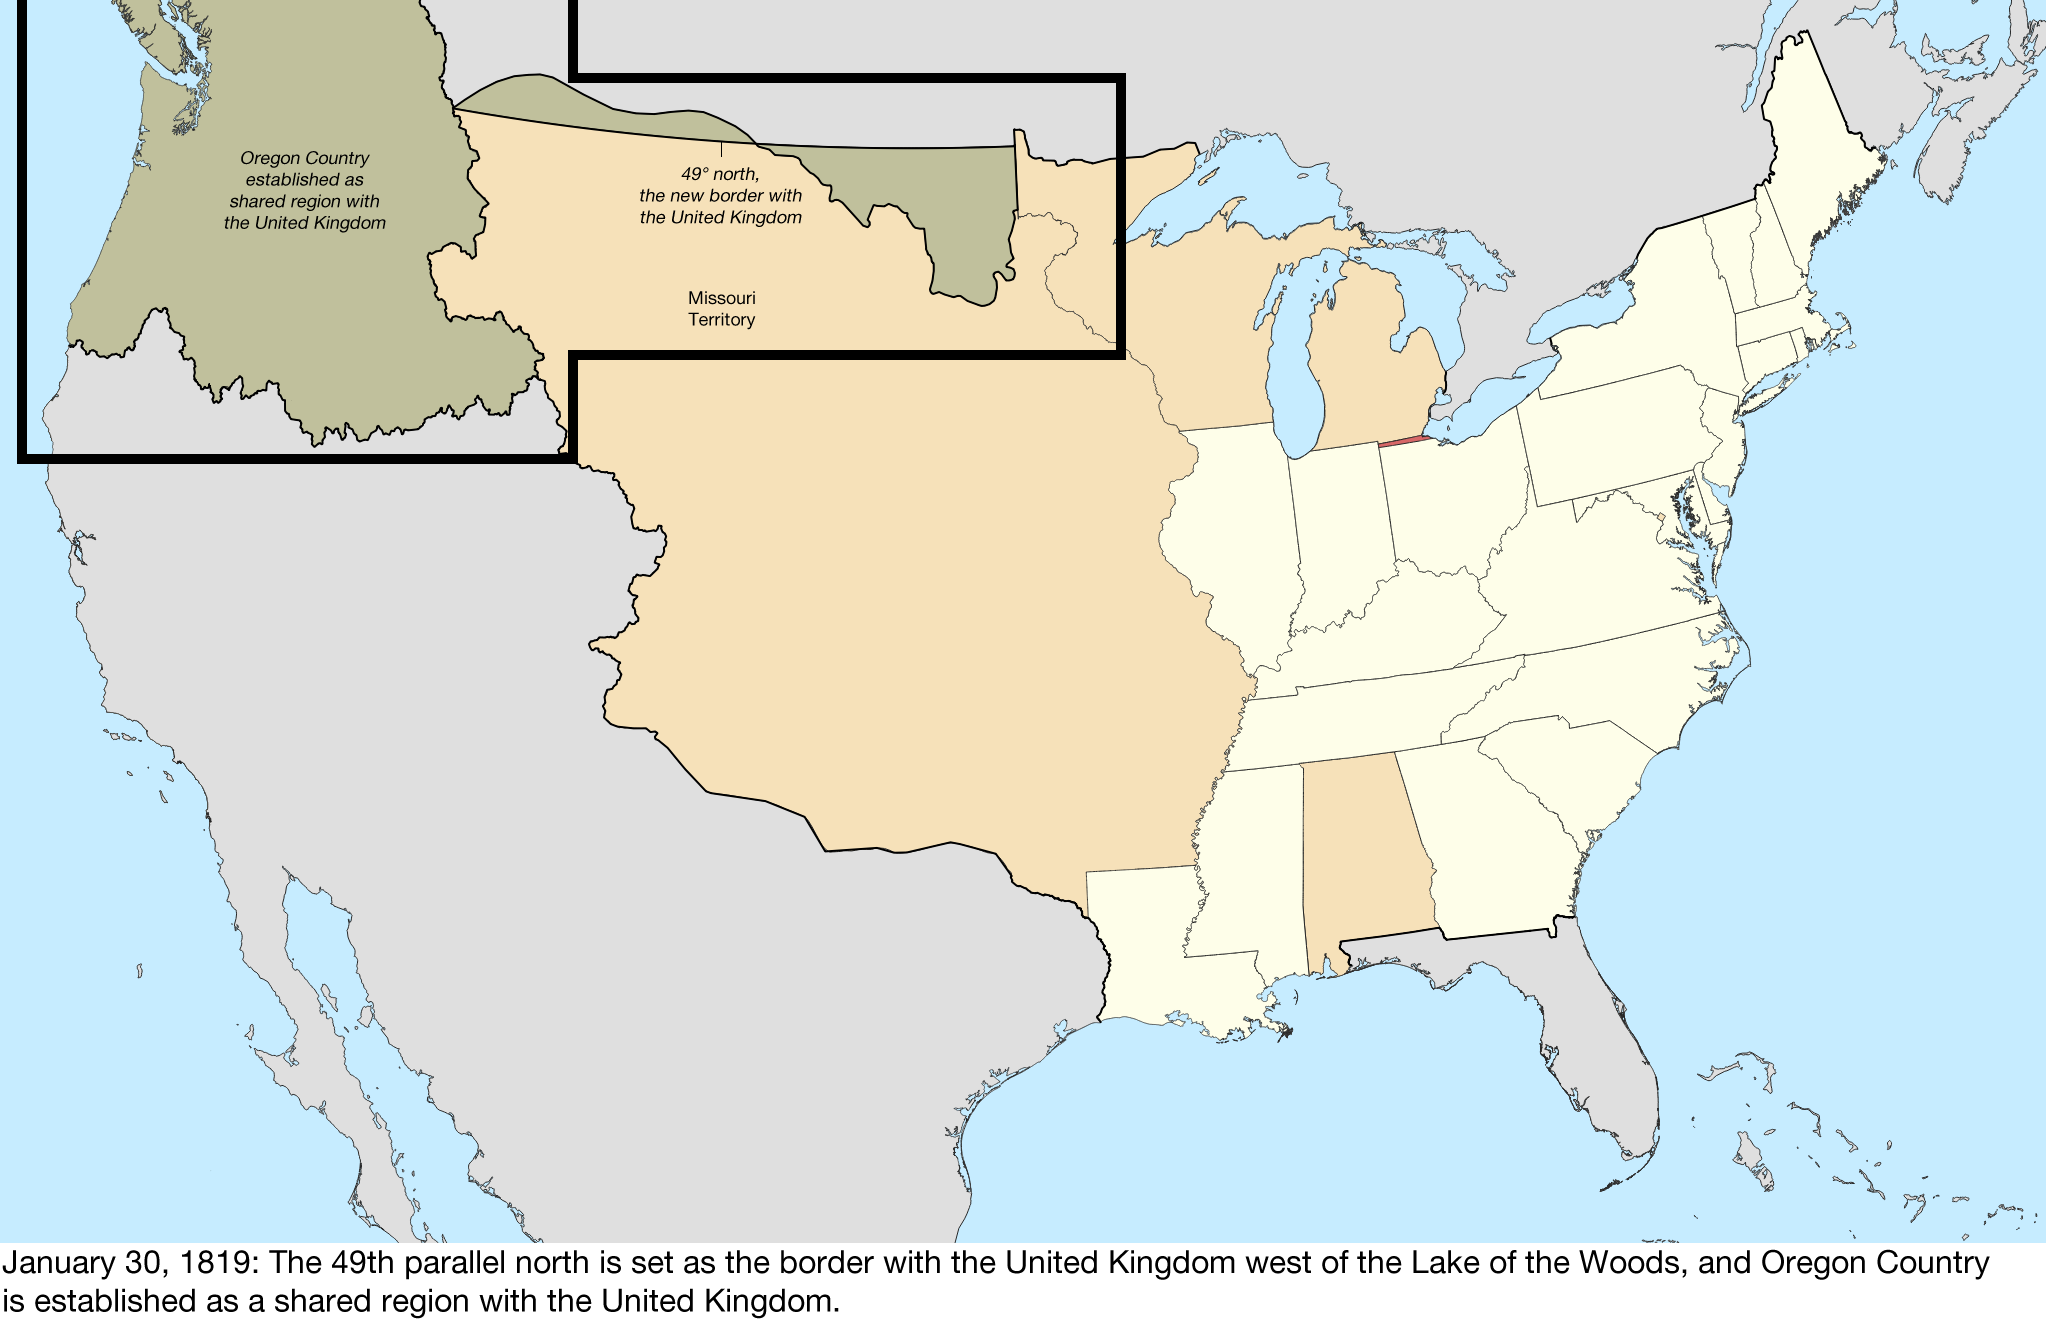 Oregon Country
established as
shared region with
the United Kingdom
49° north,
the new border with
the United Kingdom
Missouri
Territory
January 30, 1819: The 49th parallel north is set as the border with the United Kingdom west of the Lake of the Woods, and Oregon Country
is established as a shared region with the United Kingdom.